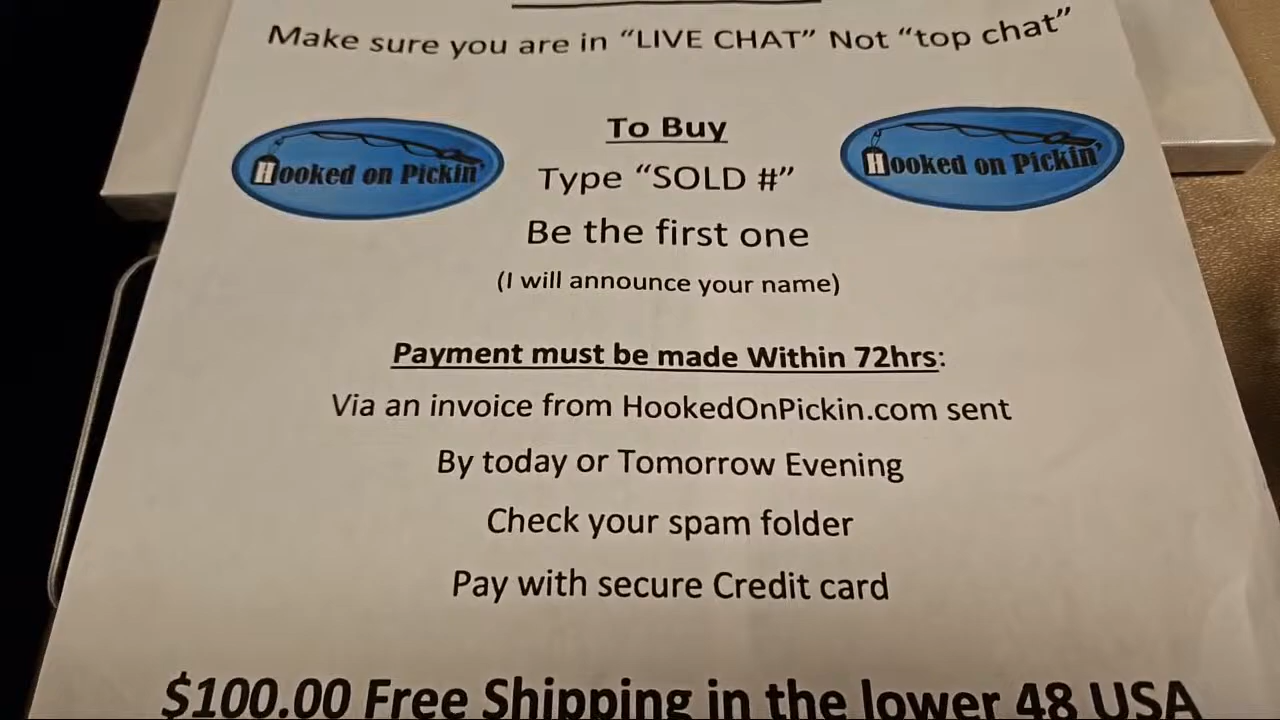 Make sure you are in “LIVE CHAT” Not “top chat”
Hooked on Pickin'
To Buy
Hooked on Pickin'
Type “SOLD #”
Be the first one
(I will announce your name)
Payment must be made Within 72hrs:
Via an invoice from HookedOnPickin.com sent
By today or Tomorrow Evening
Check your spam folder
Pay with secure Credit card
$100.00 Free Shipping in the lower 48 USA